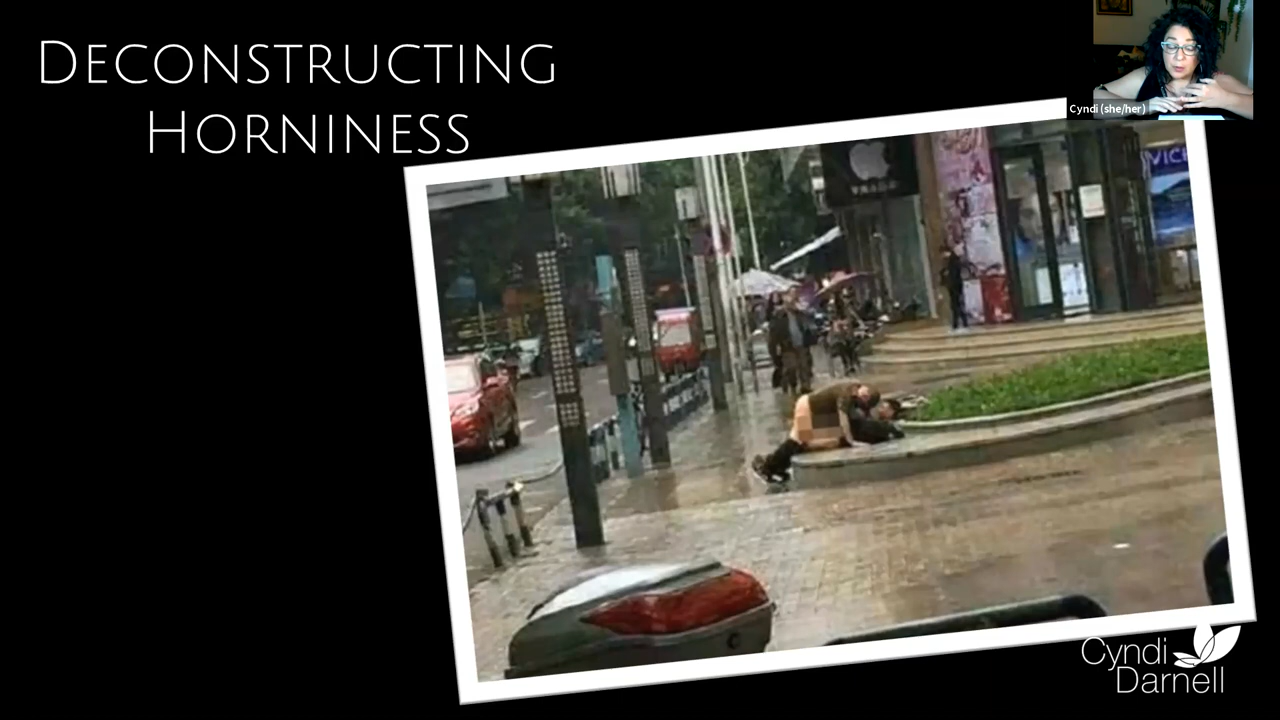 DECONSTRUCTING
HORNINESS
Cyndi (she/her)
Cyndi
Darnell